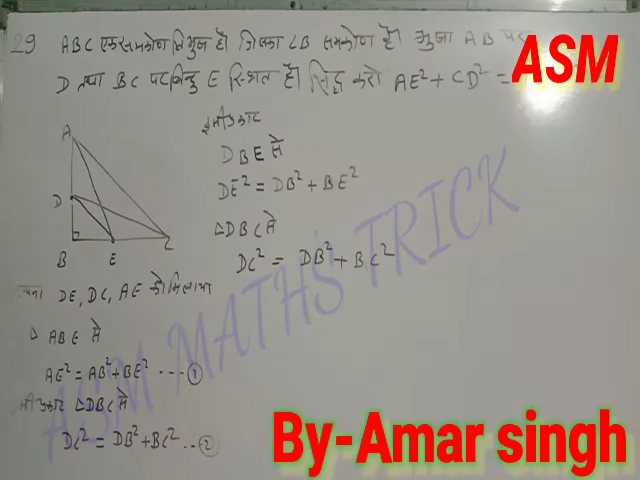 29 ABC एक समकोण त्रिभुज है। जिसका ∠B समकोण है। भुजा AB पर
D तथा BC पर बिन्दु E स्थित है। सिद्ध करो AE² + CD² =
ASM
A
D
B
E
C
रचना DE, DC, AE को मिलाया
△ ABE से
AE² = AB² + BE² ---- ①
इसी प्रकार △DBC से
DC² = DB² + BC² -- ②
इसी प्रकार
DBE से
DE² = DB² + BE²
△DBC से
DC² = DB² + BC²
ASM MATHS TRICK
By-Amar singh